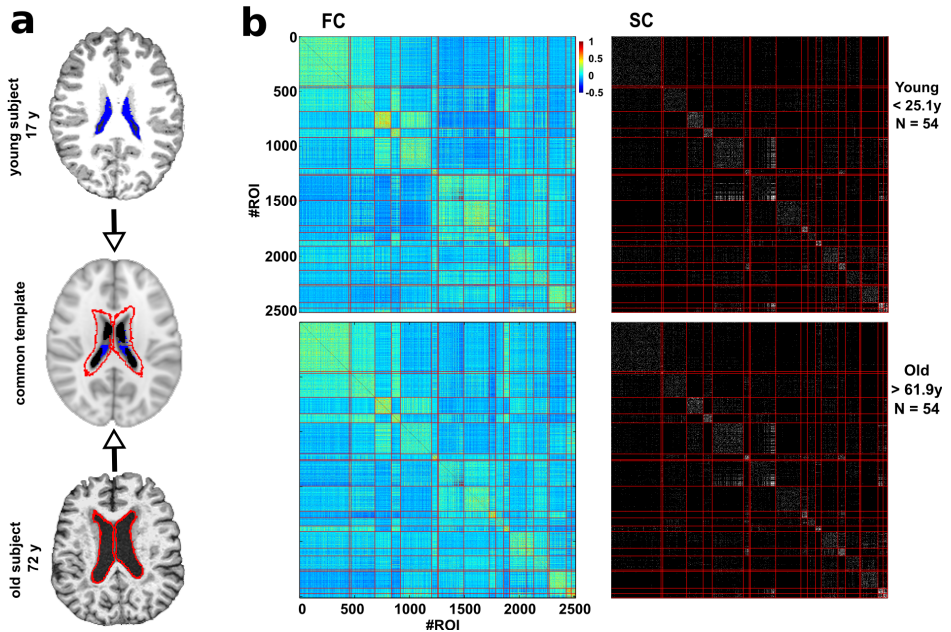 a
young subject
17 y
common template
old subject
72 y
b
FC
SC
0
500
1000
1500
2000
2500
#ROI
1
0.5
0
-0.5
Young
< 25.1y
N = 54
Old
> 61.9y
N = 54
0
500
1000
1500
2000
2500
#ROI